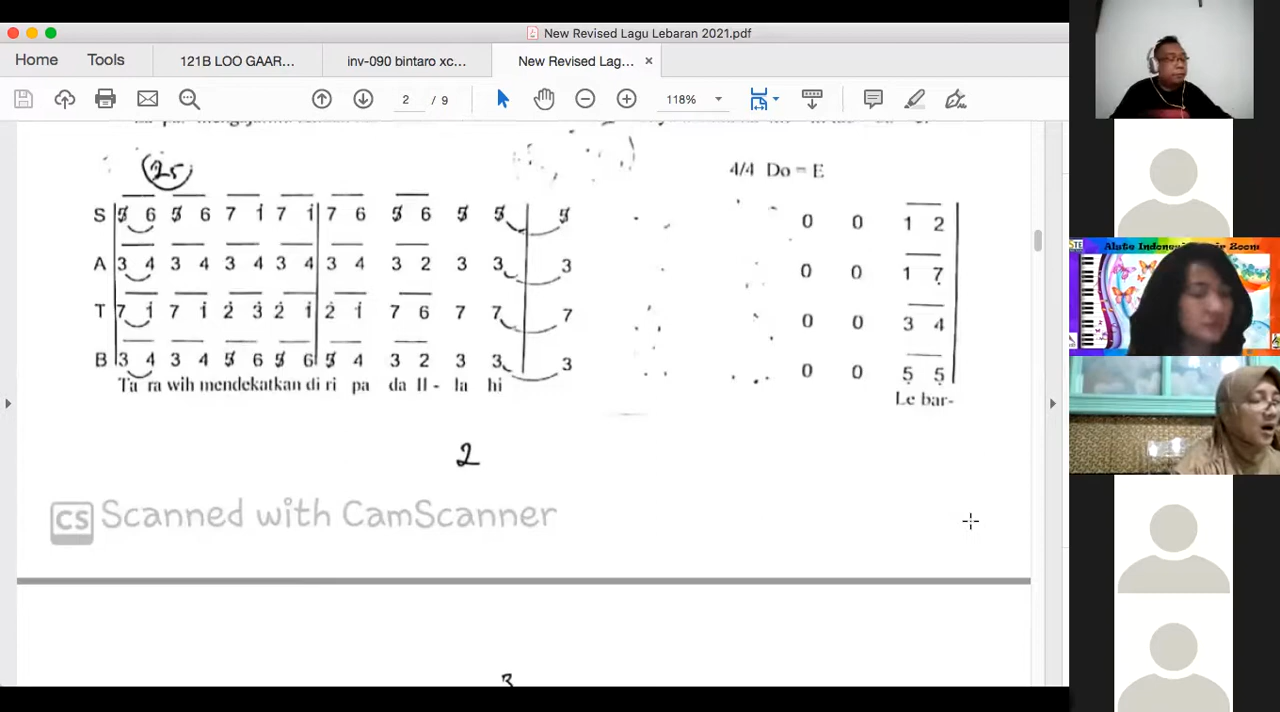 New Revised Lagu Lebaran 2021.pdf
Home Tools 121B LOO GAAR... inv-090 bintaro xc... New Revised Lag... ×
2 / 9 118%
25
4/4 Do = E
S 5 6 5 6 7 1 7 1 7 6 5 6 5 5 5 0 0 1 2
A 3 4 3 4 3 4 3 4 3 4 3 2 3 3 3 0 0 1 7
T 7 1 7 1 2 3 2 1 2 1 7 6 7 7 7 0 0 3 4
B 3 4 3 4 5 6 5 6 5 4 3 2 3 3 3 0 0 5 5
Ta ra wih mendekatkan di ri pa da Il - la hi Le bar-
2
CS Scanned with CamScanner
3